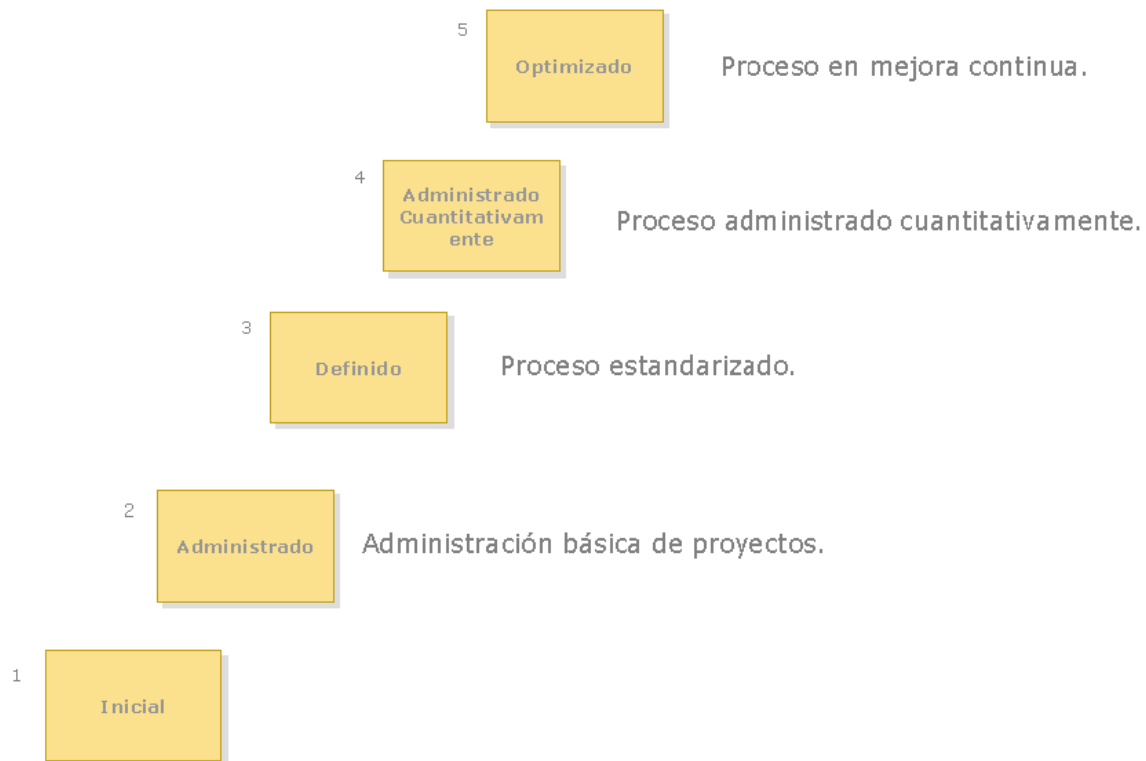 5
Optimizado
Proceso en mejora continua.
4
Administrado
Cuantitativam
ente
Proceso administrado cuantitativamente.
3
Definido
Proceso estandarizado.
2
Administrado
Administración básica de proyectos.
1
Inicial